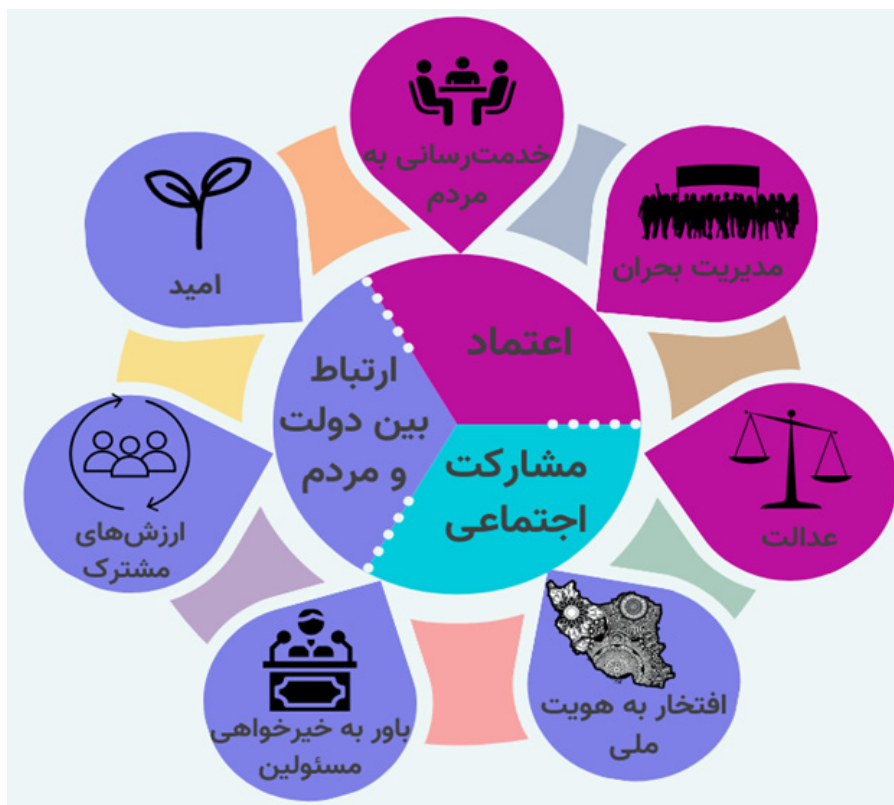 خدمت‌رسانی به
مردم
مدیریت بحران
امید
اعتماد
ارتباط
بین دولت
و مردم
مشارکت
اجتماعی
عدالت
ارزش‌های
مشترک
افتخار به هویت
ملی
باور به خیرخواهی
مسئولین